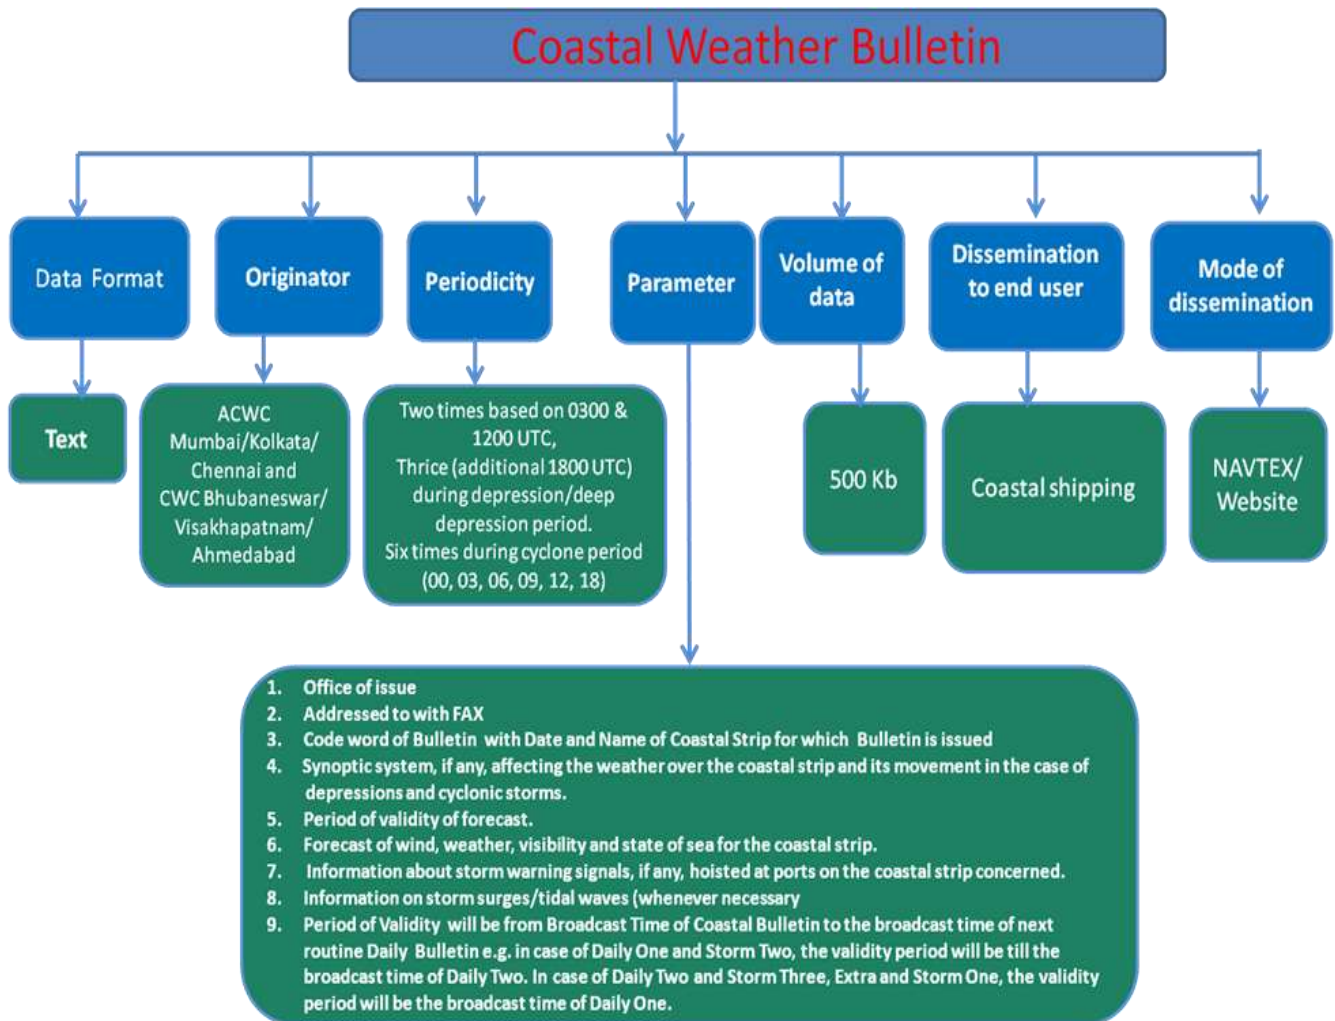 Coastal Weather Bulletin
Data Format
Originator
Periodicity
Parameter
Volume of
data
Dissemination
to end user
Mode of
dissemination
Text
ACWC
Mumbai/Kolkata/
Chennai and
CWC Bhubaneswar/
Visakhapatnam/
Ahmedabad
Two times based on 0300 &
1200 UTC,
Thrice (additional 1800 UTC)
during depression/deep
depression period.
Six times during cyclone period
(00, 03, 06, 09, 12, 18)
500 Kb
Coastal shipping
NAVTEX/
Website
1. Office of issue
2. Addressed to with FAX
3. Code word of Bulletin with Date and Name of Coastal Strip for which Bulletin is issued
4. Synoptic system, if any, affecting the weather over the coastal strip and its movement in the case of
depressions and cyclonic storms.
5. Period of validity of forecast.
6. Forecast of wind, weather, visibility and state of sea for the coastal strip.
7. Information about storm warning signals, if any, hoisted at ports on the coastal strip concerned.
8. Information on storm surges/tidal waves (whenever necessary
9. Period of Validity will be from Broadcast Time of Coastal Bulletin to the broadcast time of next
routine Daily Bulletin e.g. in case of Daily One and Storm Two, the validity period will be till the
broadcast time of Daily Two. In case of Daily Two and Storm Three, Extra and Storm One, the validity
period will be the broadcast time of Daily One.